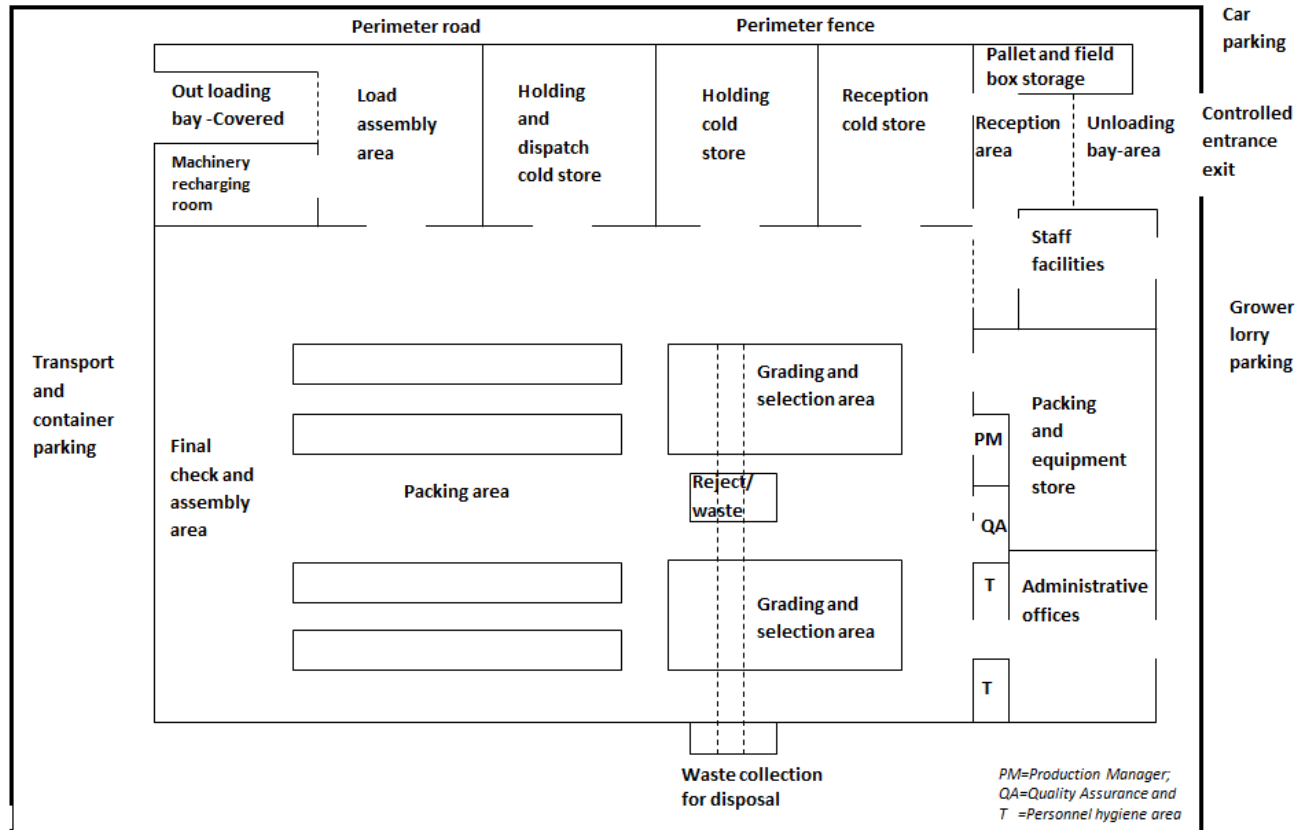 Perimeter road
Perimeter fence
Car
parking
Out loading
bay -Covered
Load
assembly
area
Holding
and
dispatch
cold store
Holding
cold
store
Reception
cold store
Pallet and field
box storage
Reception
area
Unloading
bay-area
Controlled
entrance
exit
Machinery
recharging
room
Staff
facilities
Transport
and
container
parking
Grower
lorry
parking
Final
check and
assembly
area
Packing area
Grading and
selection area
Reject/
waste
Grading and
selection area
PM
QA
T
T
Packing
and
equipment
store
Administrative
offices
Waste collection
for disposal
PM=Production Manager;
QA=Quality Assurance and
T =Personnel hygiene area